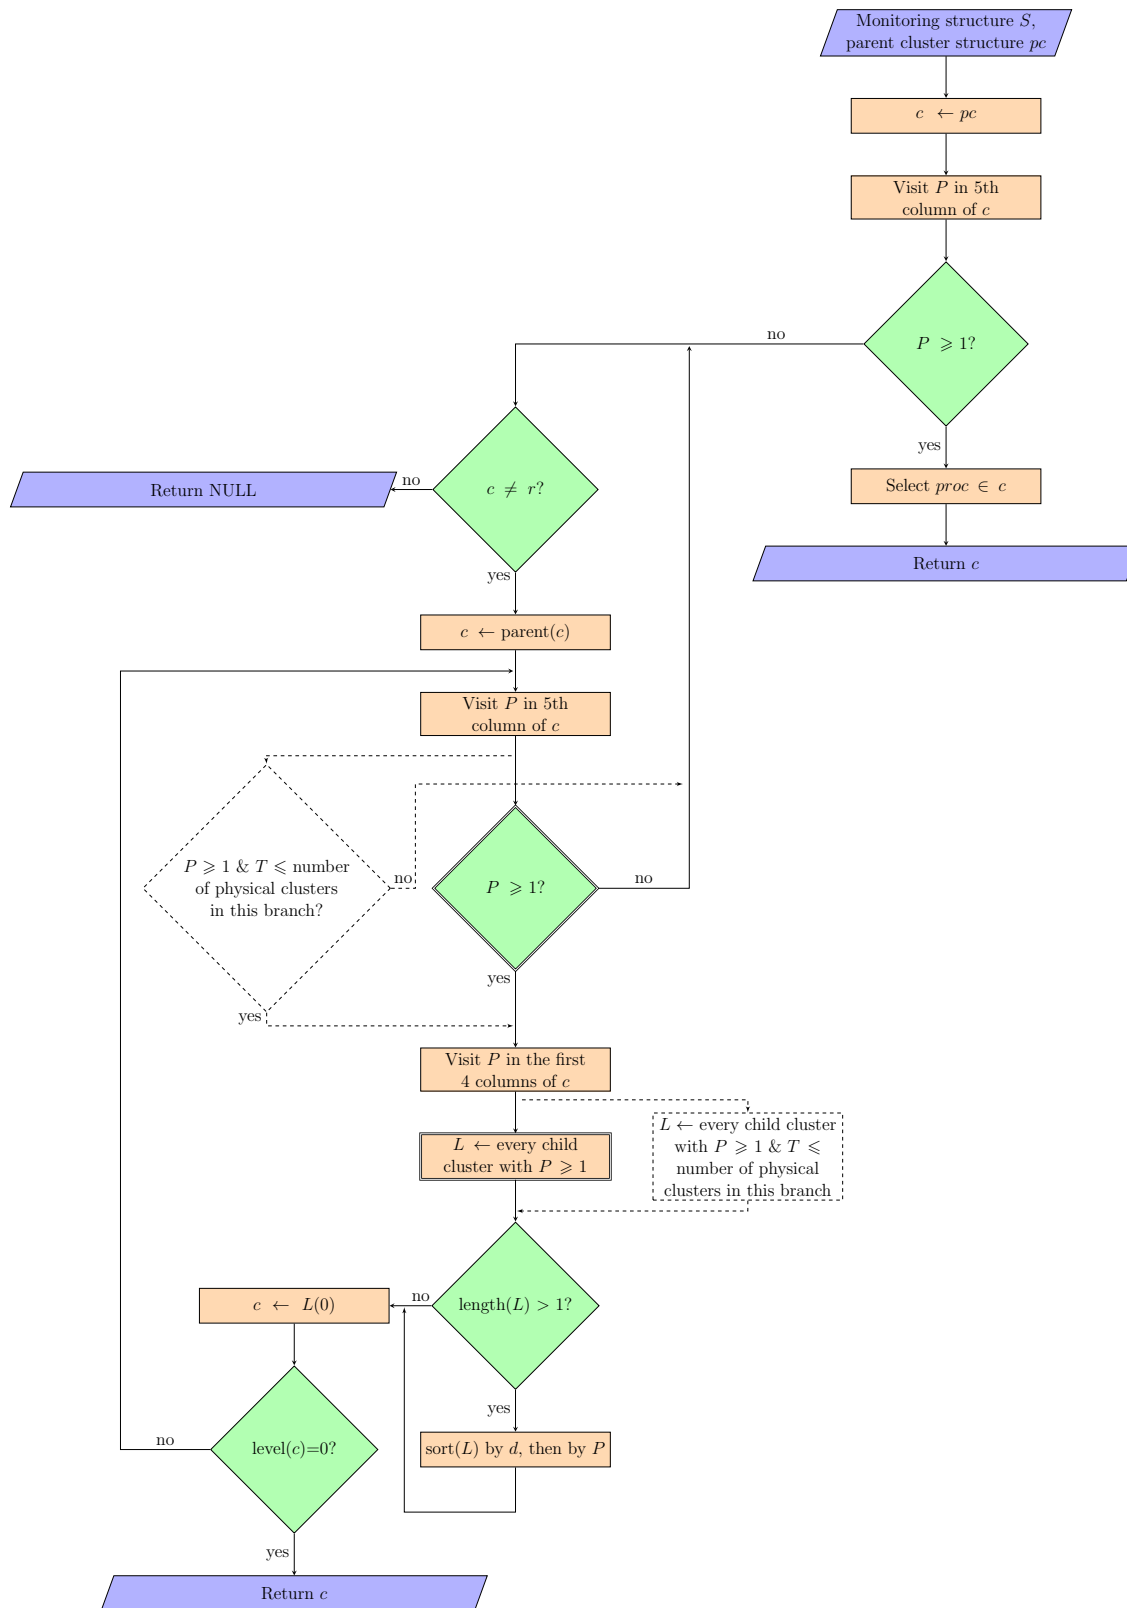 Monitoring structure S,
parent cluster structure pc
c ← pc
Visit P in 5th
column of c
no
P ⩾ 1?
yes
Return NULL
no
c ≠ r?
Select proc ∈ c
Return c
yes
c ← parent(c)
Visit P in 5th
column of c
P ⩾ 1 & T ⩽ number
of physical clusters
in this branch?
no
P ⩾ 1?
no
yes
yes
Visit P in the first
4 columns of c
L ← every child
cluster with P ⩾ 1
L ← every child cluster
with P ⩾ 1 & T ⩽
number of physical
clusters in this branch
c ← L(0)
no
length(L) > 1?
yes
no
level(c)=0?
sort(L) by d, then by P
yes
Return c